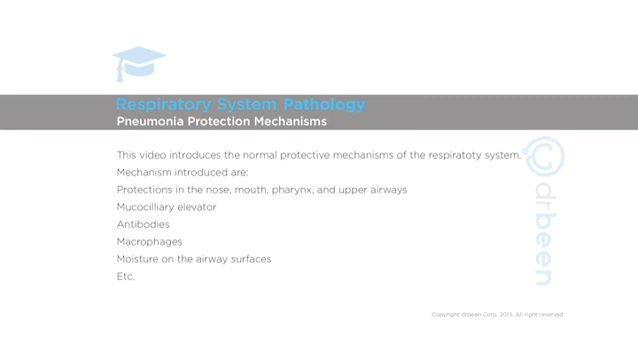 Respiratory System Pathology
Pneumonia Protection Mechanisms
This video introduces the normal protective mechanisms of the respiratoty system.
Mechanism introduced are:
Protections in the nose, mouth, pharynx, and upper airways
Mucocilliary elevator
Antibodies
Macrophages
Moisture on the airway surfaces
Etc.
drbeen
Copyright drbeen Corp. 2015. All right reserved.